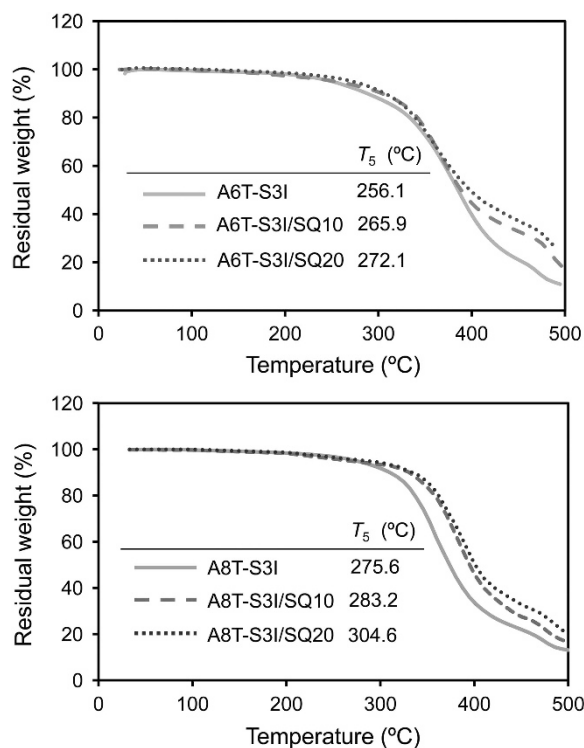 120
100
80
60
40
20
0
Residual weight (%)
T5 (ºC)
A6T-S3I 256.1
A6T-S3I/SQ10 265.9
A6T-S3I/SQ20 272.1
0 100 200 300 400 500
Temperature (ºC)
120
100
80
60
40
20
0
Residual weight (%)
T5 (ºC)
A8T-S3I 275.6
A8T-S3I/SQ10 283.2
A8T-S3I/SQ20 304.6
0 100 200 300 400 500
Temperature (ºC)